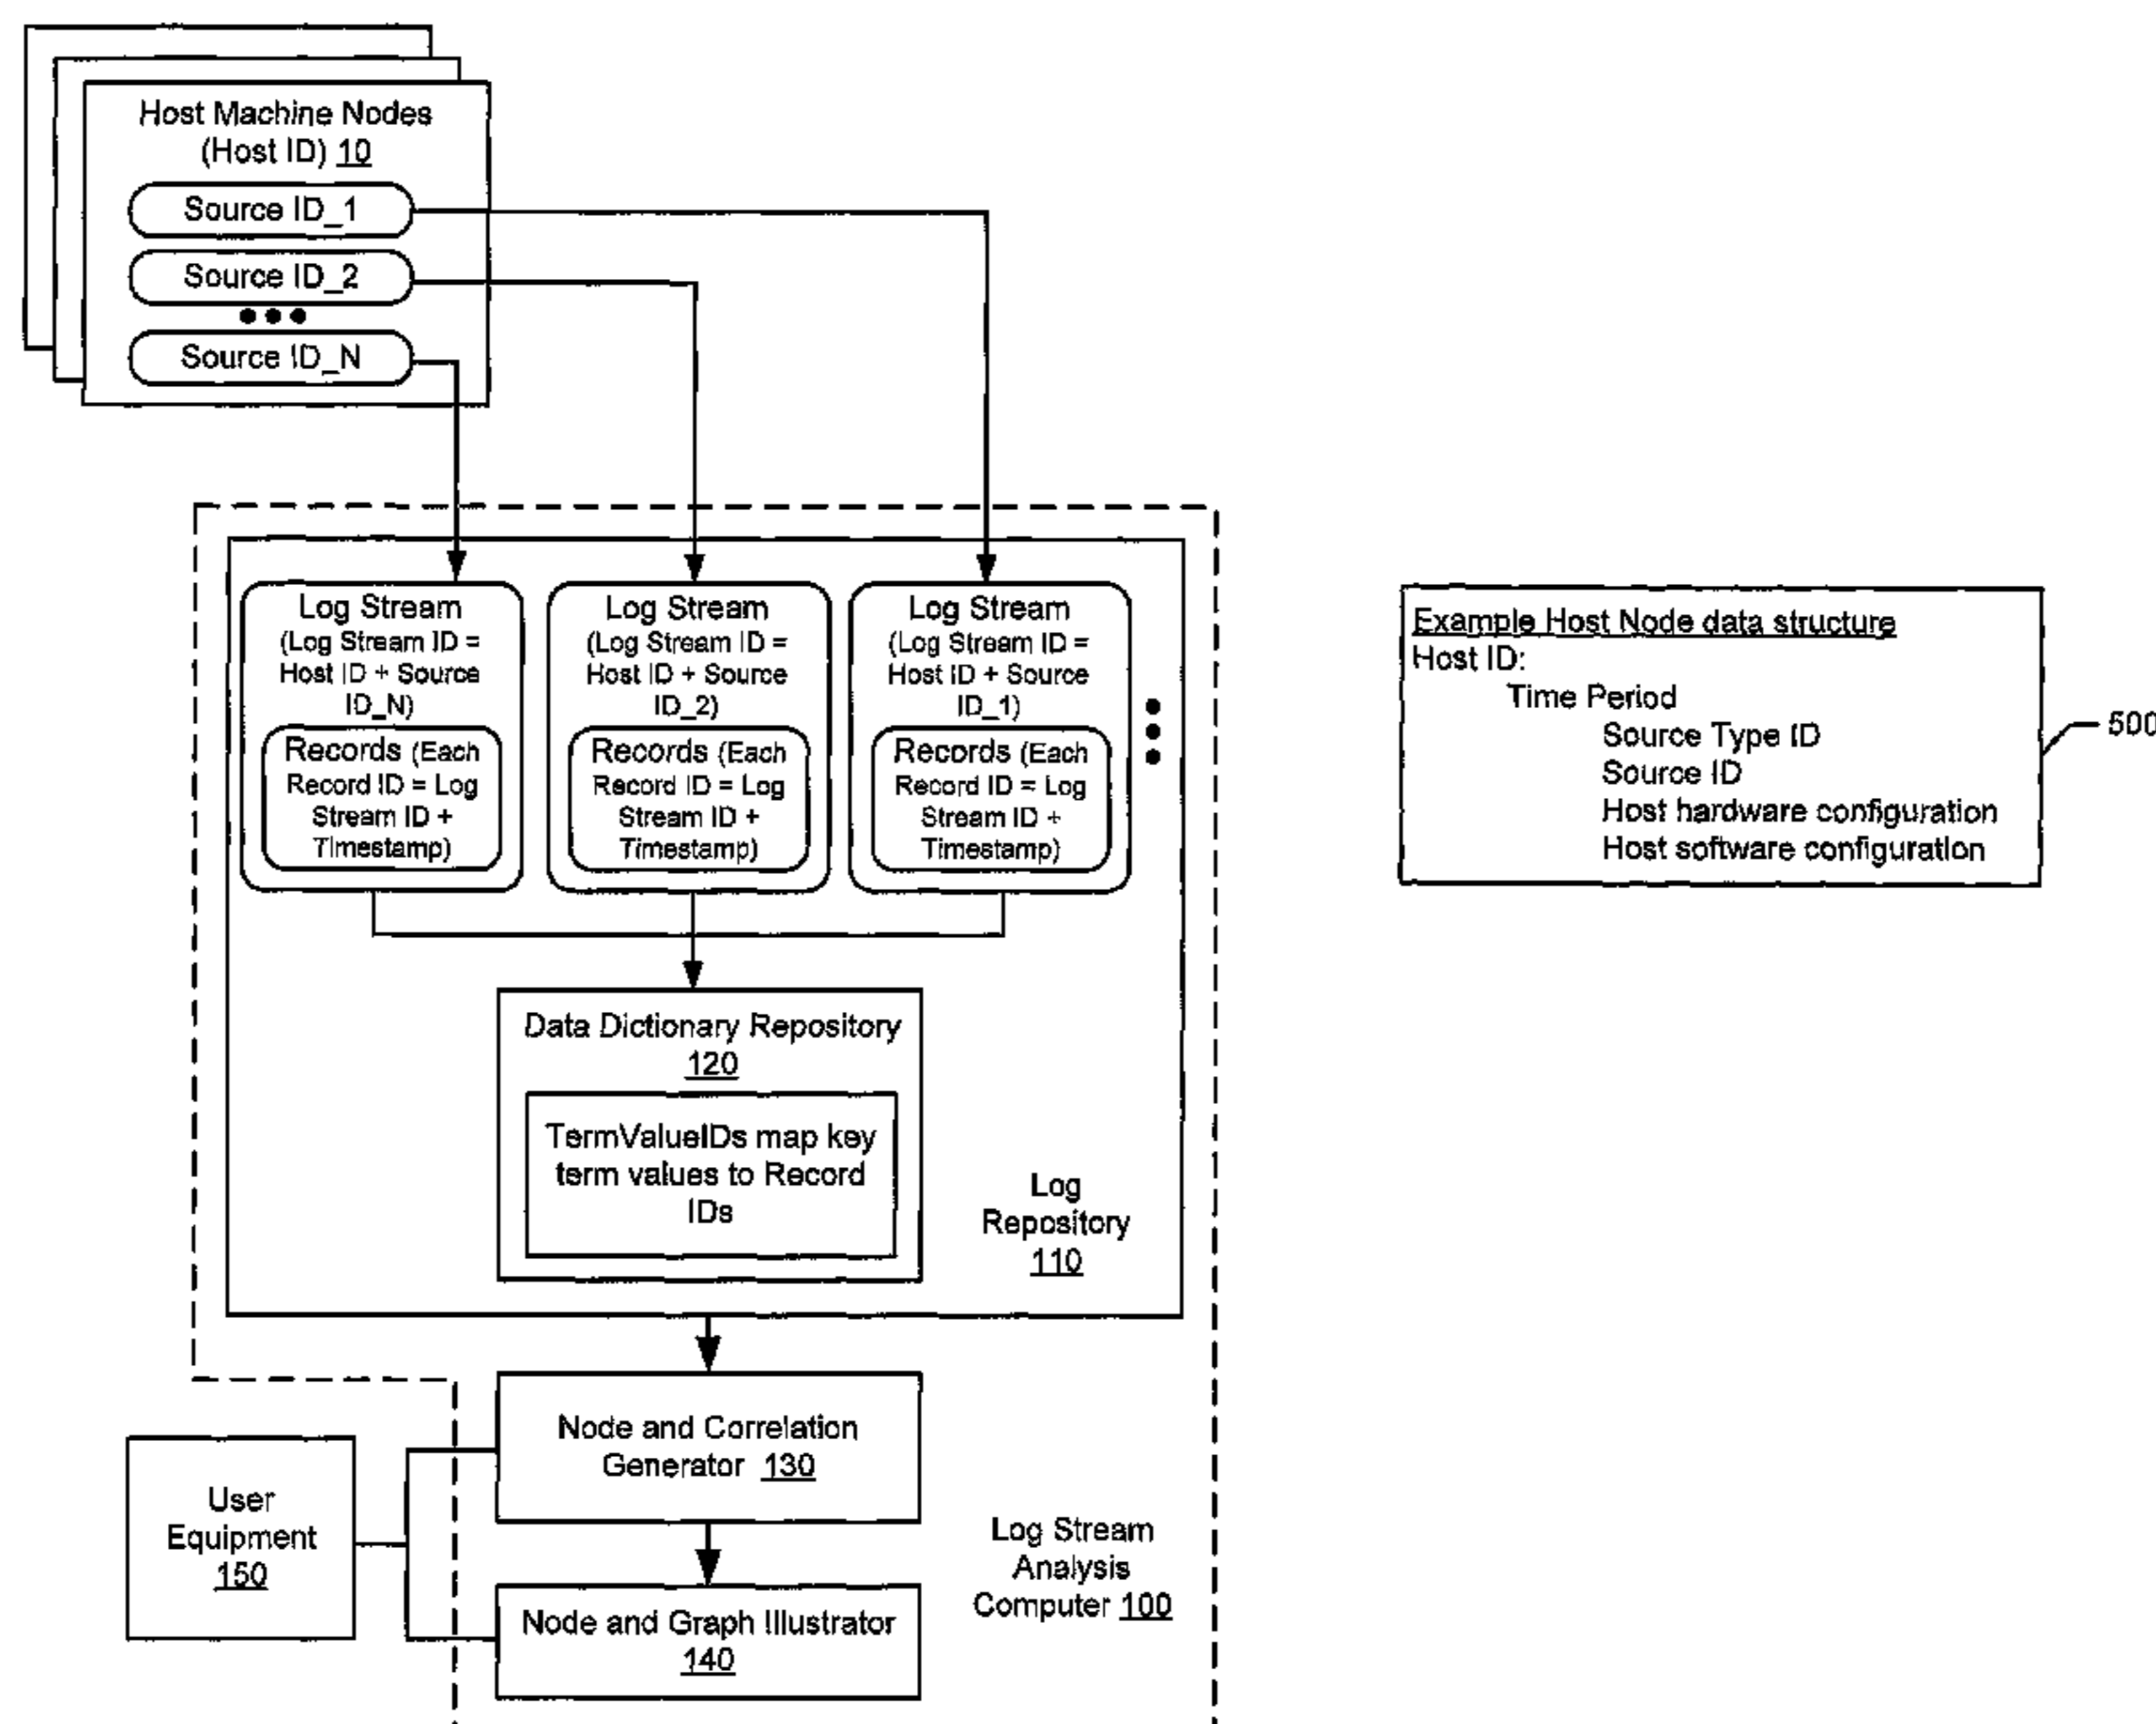 Host Machine Nodes
(Host ID) 10
Source ID_1
Source ID_2
Source ID_N
Log Stream
(Log Stream ID =
Host ID + Source
ID_N)
Records (Each
Record ID = Log
Stream ID +
Timestamp)
Log Stream
(Log Stream ID =
Host ID + Source
ID_2)
Records (Each
Record ID = Log
Stream ID +
Timestamp)
Log Stream
(Log Stream ID =
Host ID + Source
ID_1)
Records (Each
Record ID = Log
Stream ID +
Timestamp)
Example Host Node data structure
Host ID:
Time Period
Source Type ID
Source ID
Host hardware configuration
Host software configuration
500
Data Dictionary Repository
120
TermValueIDs map key
term values to Record
IDs
Log
Repository
110
Node and Correlation
Generator 130
User
Equipment
150
Log Stream
Analysis
Computer 100
Node and Graph Illustrator
140